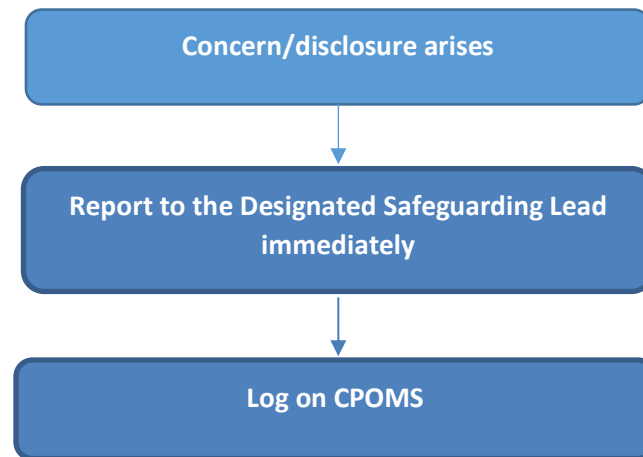 Concern/disclosure arises
Report to the Designated Safeguarding Lead
immediately
Log on CPOMS